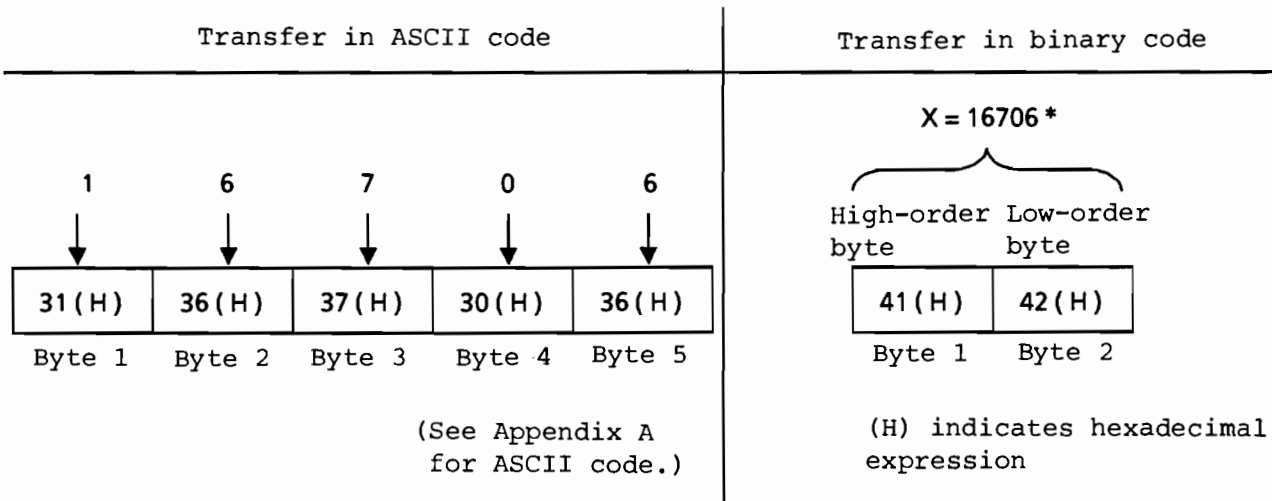 Transfer in ASCII code
1 6 7 0 6
31 (H) 36 (H) 37 (H) 30 (H) 36 (H)
Byte 1 Byte 2 Byte 3 Byte 4 Byte 5
(See Appendix A
for ASCII code.)
Transfer in binary code
X = 16706 *
High-order Low-order
byte byte
41 (H) 42 (H)
Byte 1 Byte 2
(H) indicates hexadecimal
expression